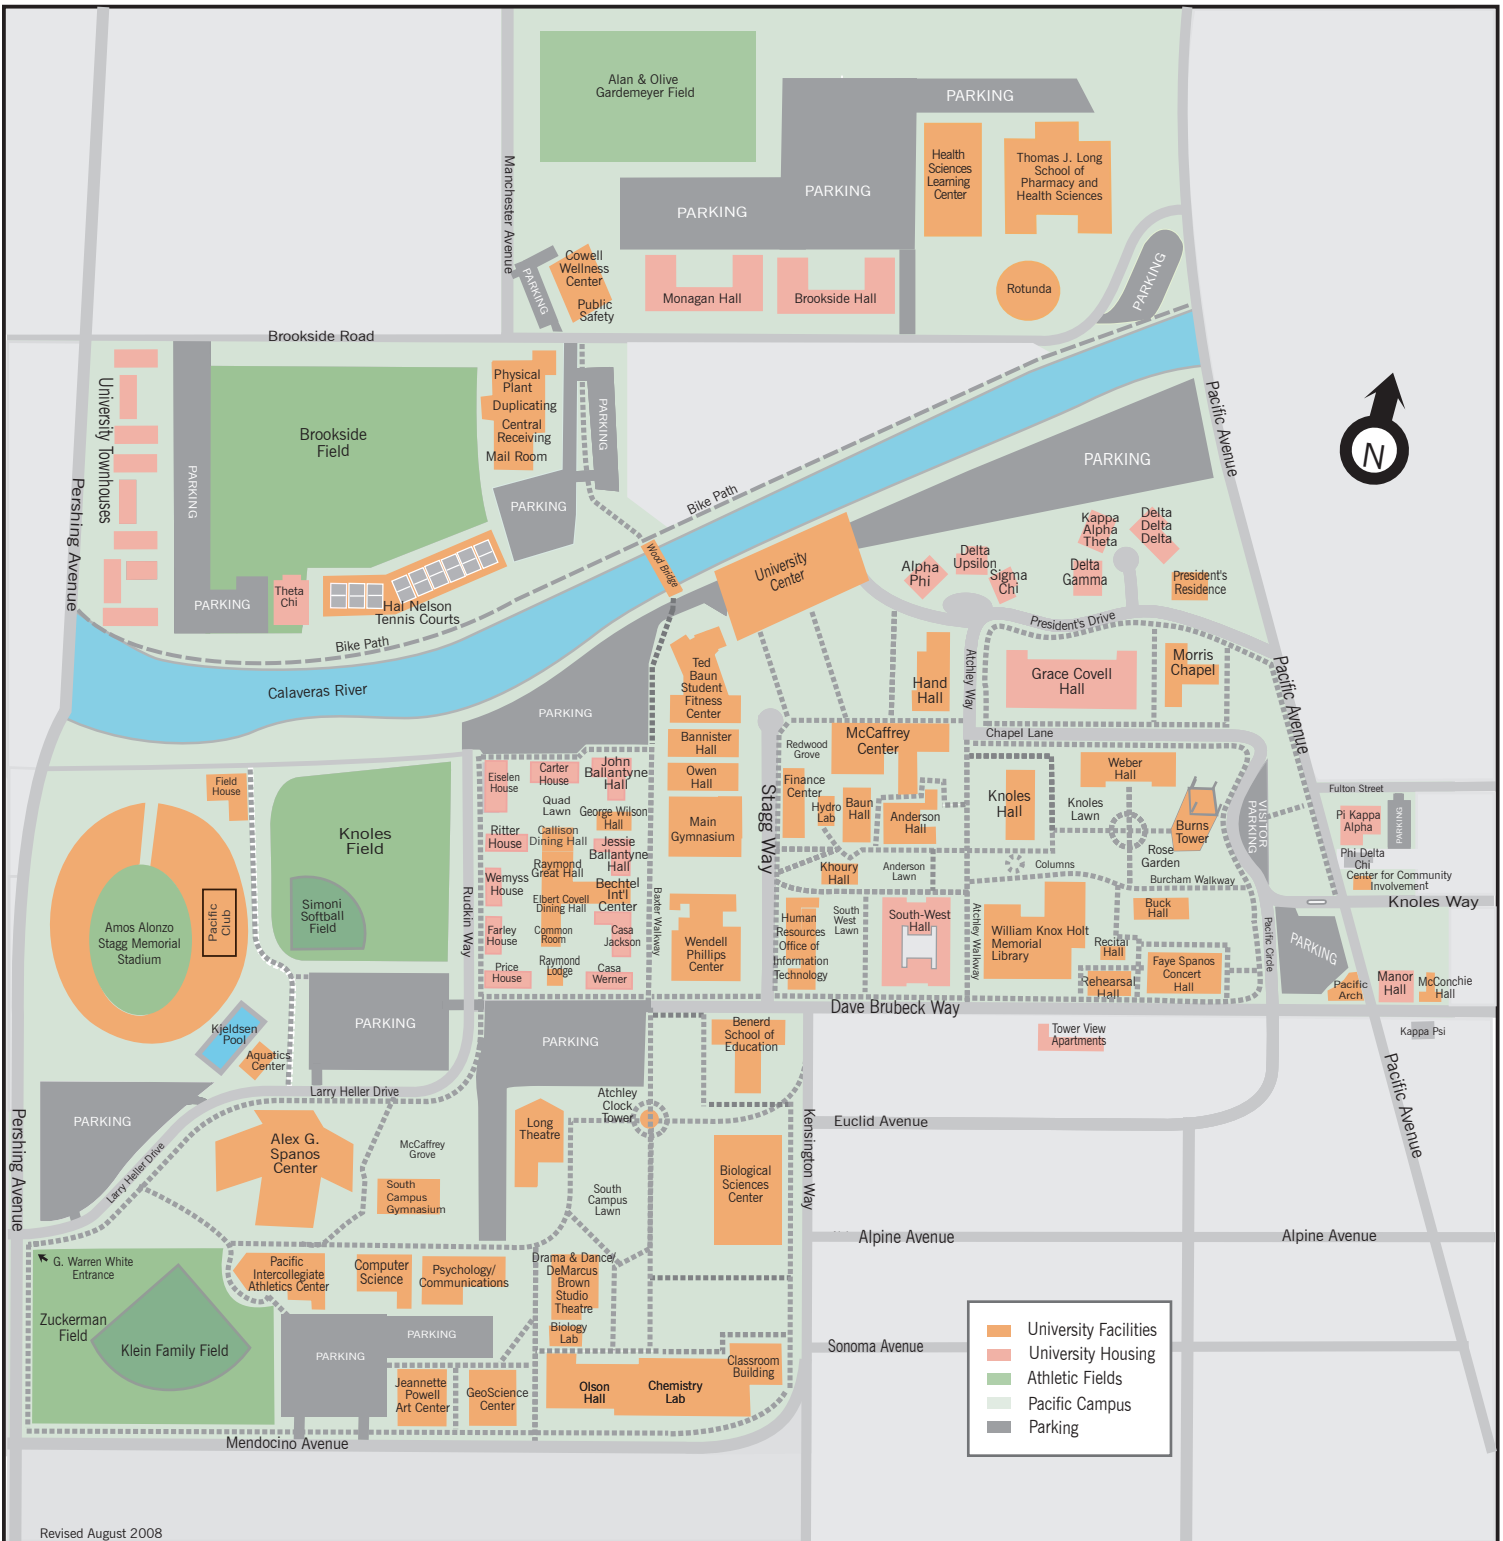 Alan & Olive
Gardemeyer Field
PARKING
Manchester Avenue
Health
Sciences
Learning
Center
Thomas J. Long
School of
Pharmacy and
Health Sciences
PARKING
PARKING
Cowell
Wellness
Center
Public
Safety
PARKING
Monagan Hall
Brookside Hall
Rotunda
PARKING
Brookside Road
University Townhouses
PARKING
Brookside
Field
Physical
Plant
Duplicating
Central
Receiving
Mail Room
PARKING
PARKING
Pershing Avenue
Bike Path
PARKING
Pacific Avenue
N
Wood Bridge
University
Center
Alpha
Phi
Delta
Upsilon
Sigma
Chi
Kappa
Alpha
Theta
Delta
Delta
Delta
Delta
Gamma
President's
Residence
PARKING
Theta
Chi
Hal Nelson
Tennis Courts
Bike Path
Calaveras River
President's Drive
PARKING
Ted
Baun
Student
Fitness
Center
Hand
Hall
Atchley Way
Grace Covell
Hall
Morris
Chapel
Pacific Avenue
Bannister
Hall
Owen
Hall
Main
Gymnasium
Stagg Way
Redwood
Grove
McCaffrey
Center
Chapel Lane
Finance
Center
Hydro
Lab
Baun
Hall
Anderson
Hall
Knoles
Hall
Weber
Hall
Knoles
Lawn
Burns
Tower
VISITOR
PARKING
Fulton Street
Pi Kappa
Alpha
PARKING
Phi Delta
Chi
Center for Community
Involvement
Knoles Way
Field
House
Knoles
Field
Simoni
Softball
Field
Amos Alonzo
Stagg Memorial
Stadium
Pacific
Club
Rudkin Way
Eiselen
House
Carter
House
John
Ballantyne
Hall
Quad
Lawn
George Wilson
Hall
Ritter
House
Callison
Dining Hall
Jessie
Ballantyne
Hall
Raymond
Great Hall
Wemyss
House
Bechtel
Int'l
Center
Elbert Covell
Dining Hall
Farley
House
Common
Room
Casa
Jackson
Price
House
Raymond
Lodge
Casa
Werner
Baxter Walkway
Wendell
Phillips
Center
Khoury
Hall
Anderson
Lawn
Columns
Rose
Garden
Burcham Walkway
Human
Resources
Office of
Information
Technology
South
West
Lawn
South-West
Hall
Atchley Walkway
William Knox Holt
Memorial
Library
Buck
Hall
Recital
Hall
Rehearsal
Hall
Faye Spanos
Concert
Hall
Pacific Circle
PARKING
Pacific
Arch
Manor
Hall
McConchie
Hall
Kappa Psi
Dave Brubeck Way
Tower View
Apartments
Kjeldsen
Pool
Aquatics
Center
PARKING
PARKING
Larry Heller Drive
PARKING
Larry Heller Drive
Pershing Avenue
Alex G.
Spanos
Center
McCaffrey
Grove
South
Campus
Gymnasium
Long
Theatre
Atchley
Clock
Tower
Benerd
School of
Education
South
Campus
Lawn
Biological
Sciences
Center
Kensington Way
Euclid Avenue
Pacific Avenue
Alpine Avenue
Alpine Avenue
G. Warren White
Entrance
Zuckerman
Field
Klein Family Field
Pacific
Intercollegiate
Athletics Center
Computer
Science
Psychology/
Communications
Drama & Dance/
DeMarcus
Brown
Studio
Theatre
Biology
Lab
PARKING
PARKING
Jeannette
Powell
Art Center
GeoScience
Center
Olson
Hall
Chemistry
Lab
Classroom
Building
Sonoma Avenue
Mendocino Avenue
University Facilities
University Housing
Athletic Fields
Pacific Campus
Parking
Revised August 2008